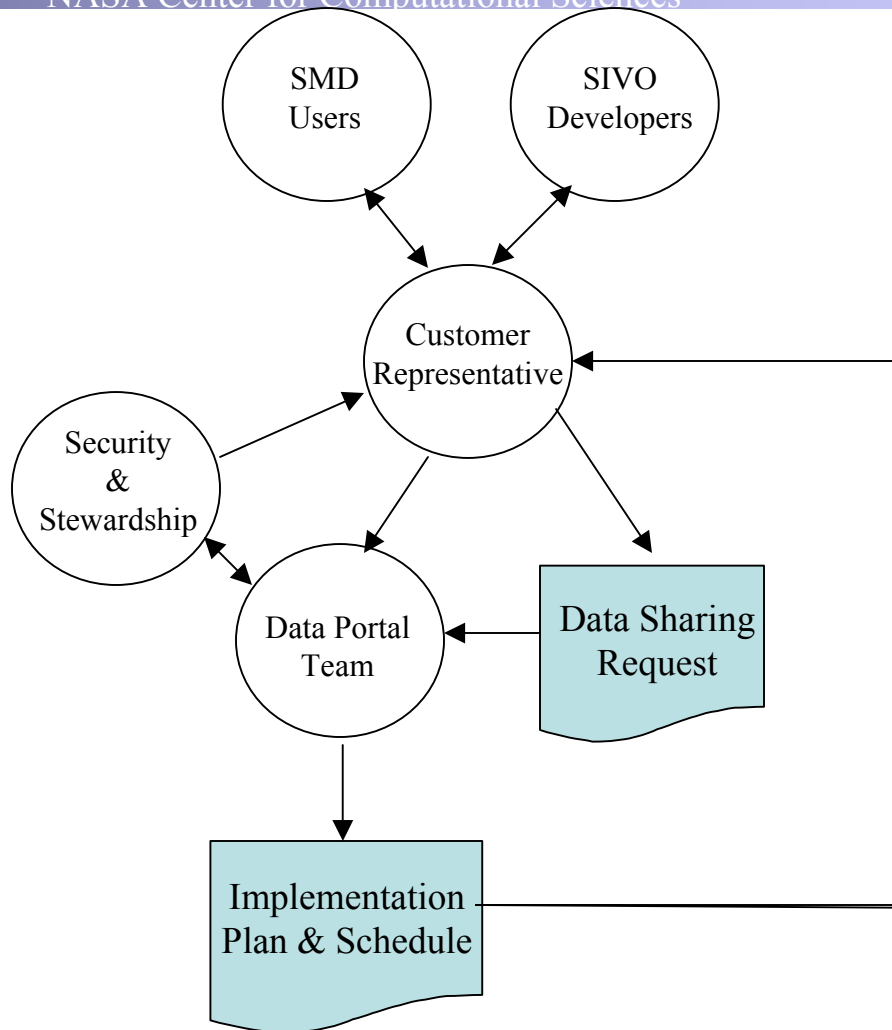 NASA Center for Computational Sciences
SMD
Users
SIVO
Developers
Customer
Representative
Security
&
Stewardship
Data Portal
Team
Data Sharing
Request
Implementation
Plan & Schedule